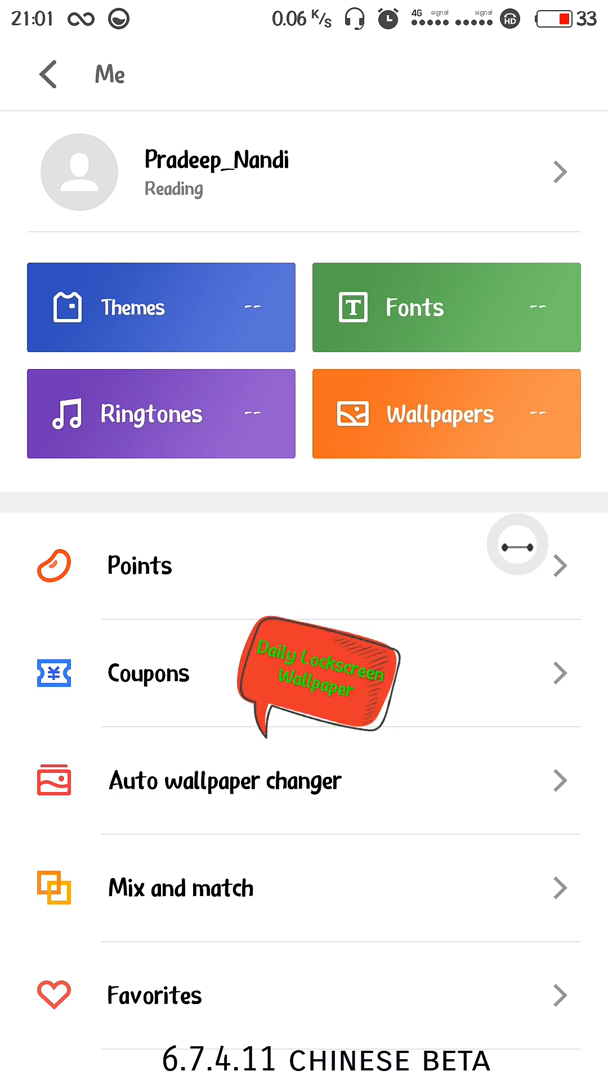 21:01 0.06 K/s 4G signal signal HD 33
Me
Pradeep_Nandi
Reading
Themes --
Fonts --
Ringtones --
Wallpapers --
Points
Coupons
Daily Lockscreen
Wallpaper
Auto wallpaper changer
Mix and match
Favorites
6.7.4.11 CHINESE BETA